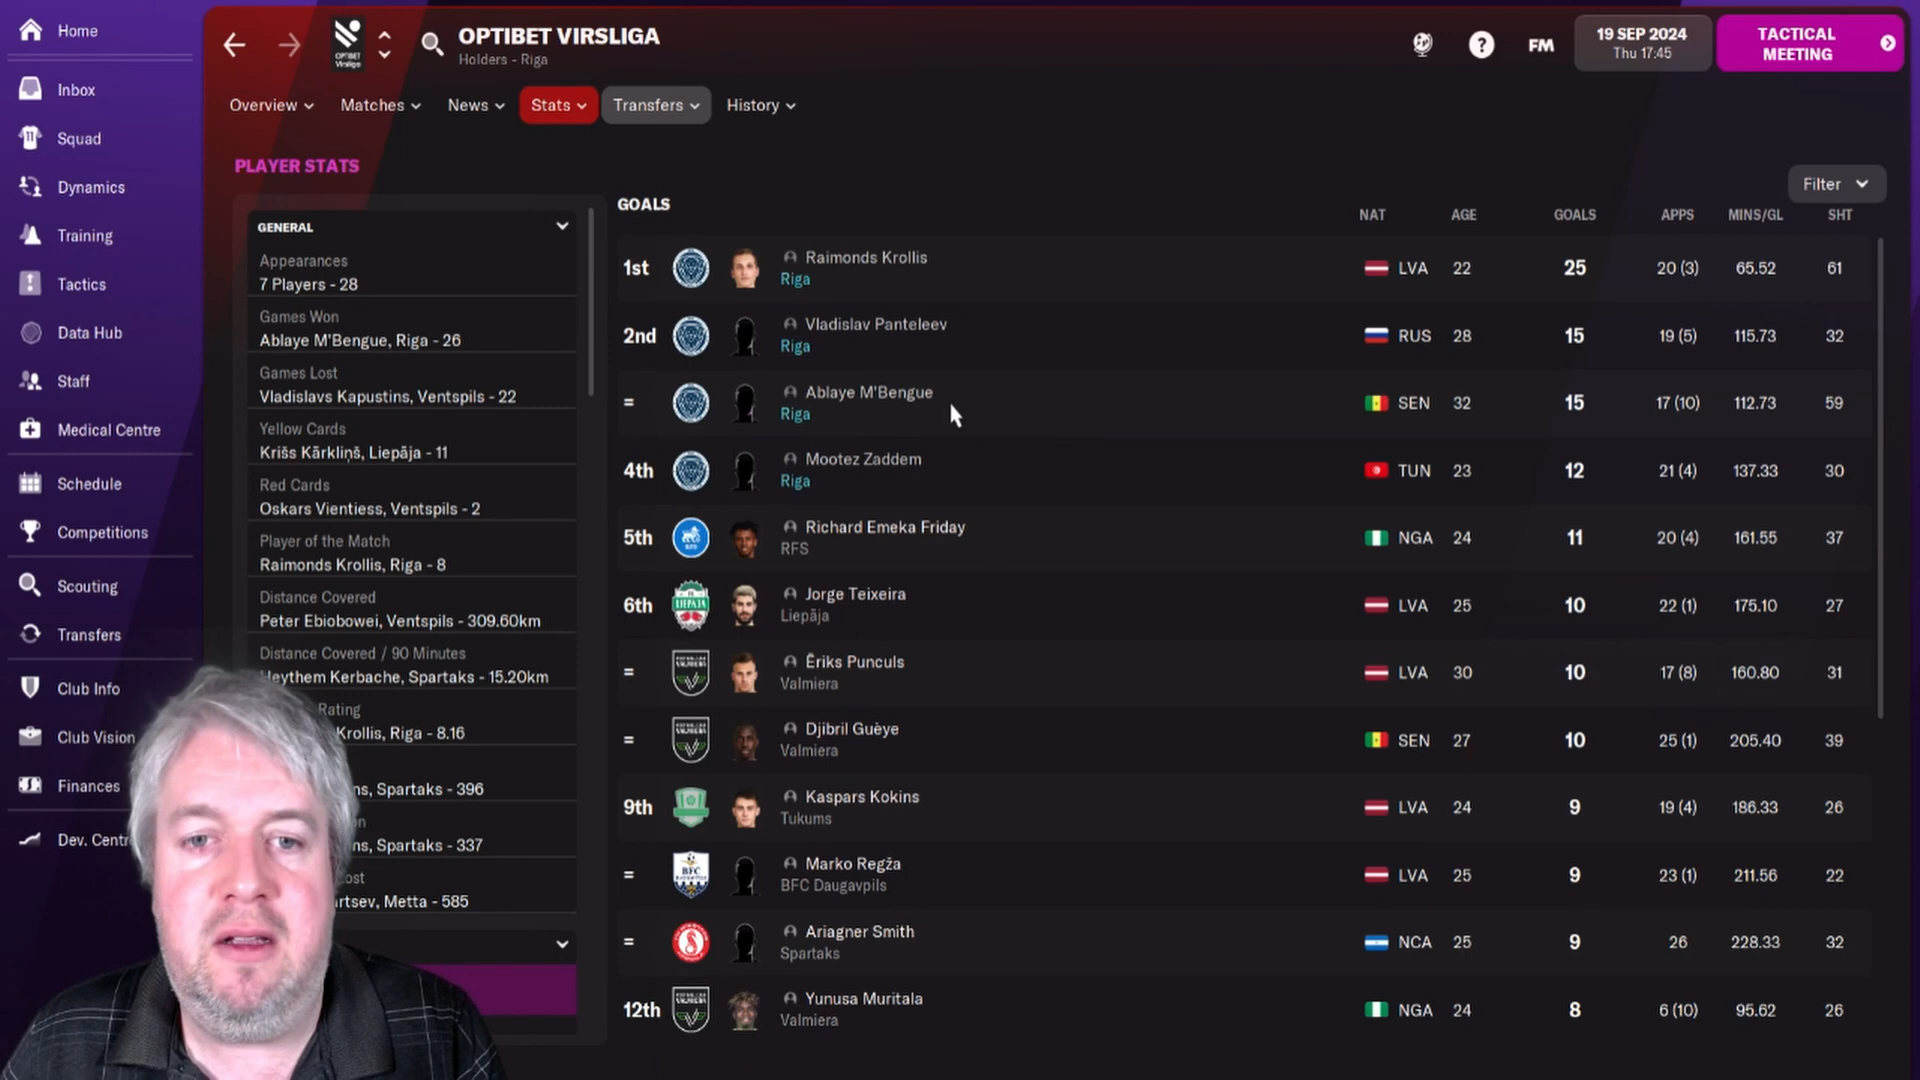 Home
Inbox
Squad
Dynamics
Training
Tactics
Data Hub
Staff
Medical Centre
Schedule
Competitions
Scouting
Transfers
Club Info
Club Vision
Finances
Dev. Centr
OPTIBET
Virsliga
OPTIBET VIRSLIGA
Holders - Riga
FM
19 SEP 2024
Thu 17:45
TACTICAL
MEETING
Overview Matches News Stats Transfers History
PLAYER STATS
Filter
GENERAL
Appearances
7 Players - 28
Games Won
Ablaye M'Bengue, Riga - 26
Games Lost
Vladislavs Kapustins, Ventspils - 22
Yellow Cards
Krišs Kārkliņš, Liepāja - 11
Red Cards
Oskars Vientiess, Ventspils - 2
Player of the Match
Raimonds Krollis, Riga - 8
Distance Covered
Peter Ebiobowei, Ventspils - 309.60km
Distance Covered / 90 Minutes
Heythem Kerbache, Spartaks - 15.20km
Rating
Krollis, Riga - 8.16
ns, Spartaks - 396
on
ns, Spartaks - 337
ost
artsev, Metta - 585
GOALS NAT AGE GOALS APPS MINS/GL SHT
1st Raimonds Krollis LVA 22 25 20 (3) 65.52 61
Riga
2nd Vladislav Panteleev RUS 28 15 19 (5) 115.73 32
Riga
= Ablaye M'Bengue SEN 32 15 17 (10) 112.73 59
Riga
4th Mootez Zaddem TUN 23 12 21 (4) 137.33 30
Riga
5th Richard Emeka Friday NGA 24 11 20 (4) 161.55 37
RFS
6th Jorge Teixeira LVA 25 10 22 (1) 175.10 27
Liepāja
= Ēriks Punculs LVA 30 10 17 (8) 160.80 31
Valmiera
= Djibril Guèye SEN 27 10 25 (1) 205.40 39
Valmiera
9th Kaspars Kokins LVA 24 9 19 (4) 186.33 26
Tukums
= Marko Regža LVA 25 9 23 (1) 211.56 22
BFC Daugavpils
= Ariagner Smith NCA 25 9 26 228.33 32
Spartaks
12th Yunusa Muritala NGA 24 8 6 (10) 95.62 26
Valmiera